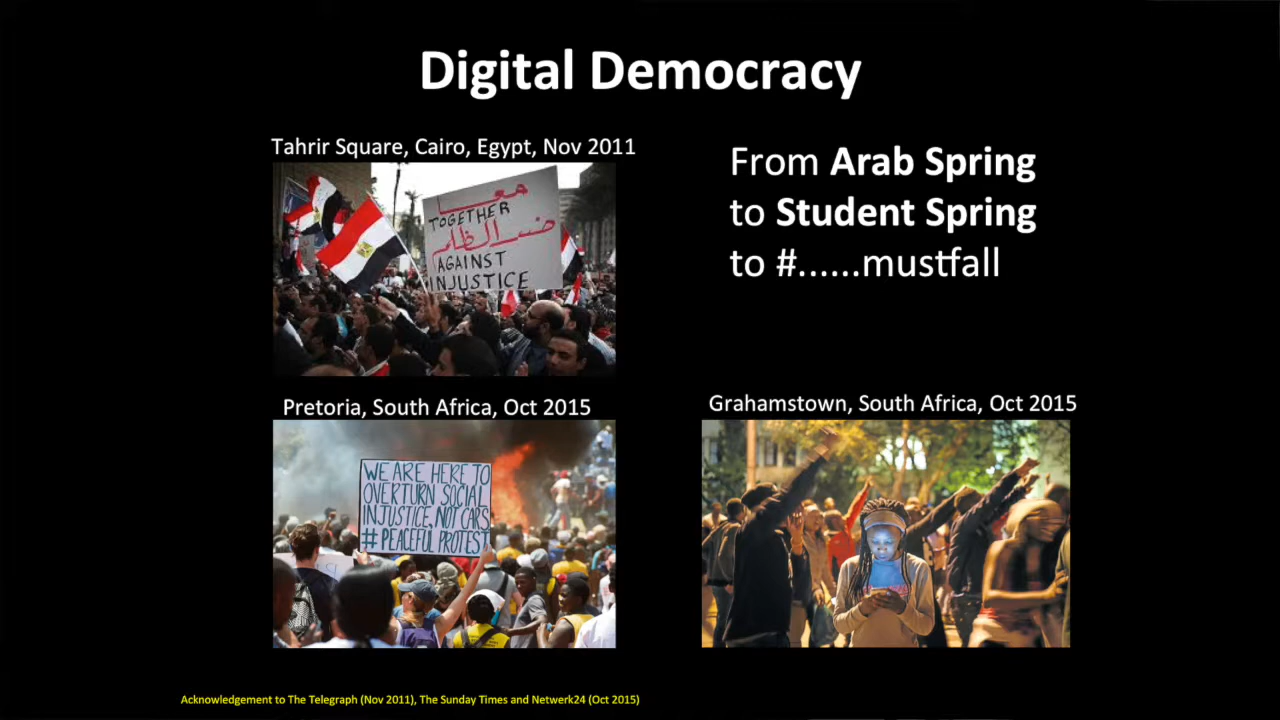 Digital Democracy
Tahrir Square, Cairo, Egypt, Nov 2011
معا
TOGETHER
ضد الظلم
AGAINST
INJUSTICE
From Arab Spring
to Student Spring
to #......mustfall
Pretoria, South Africa, Oct 2015
WE ARE HERE TO
OVERTURN SOCIAL
INJUSTICE, NOT CARS
# PEACEFUL PROTEST
Grahamstown, South Africa, Oct 2015
Acknowledgement to The Telegraph (Nov 2011), The Sunday Times and Netwerk24 (Oct 2015)